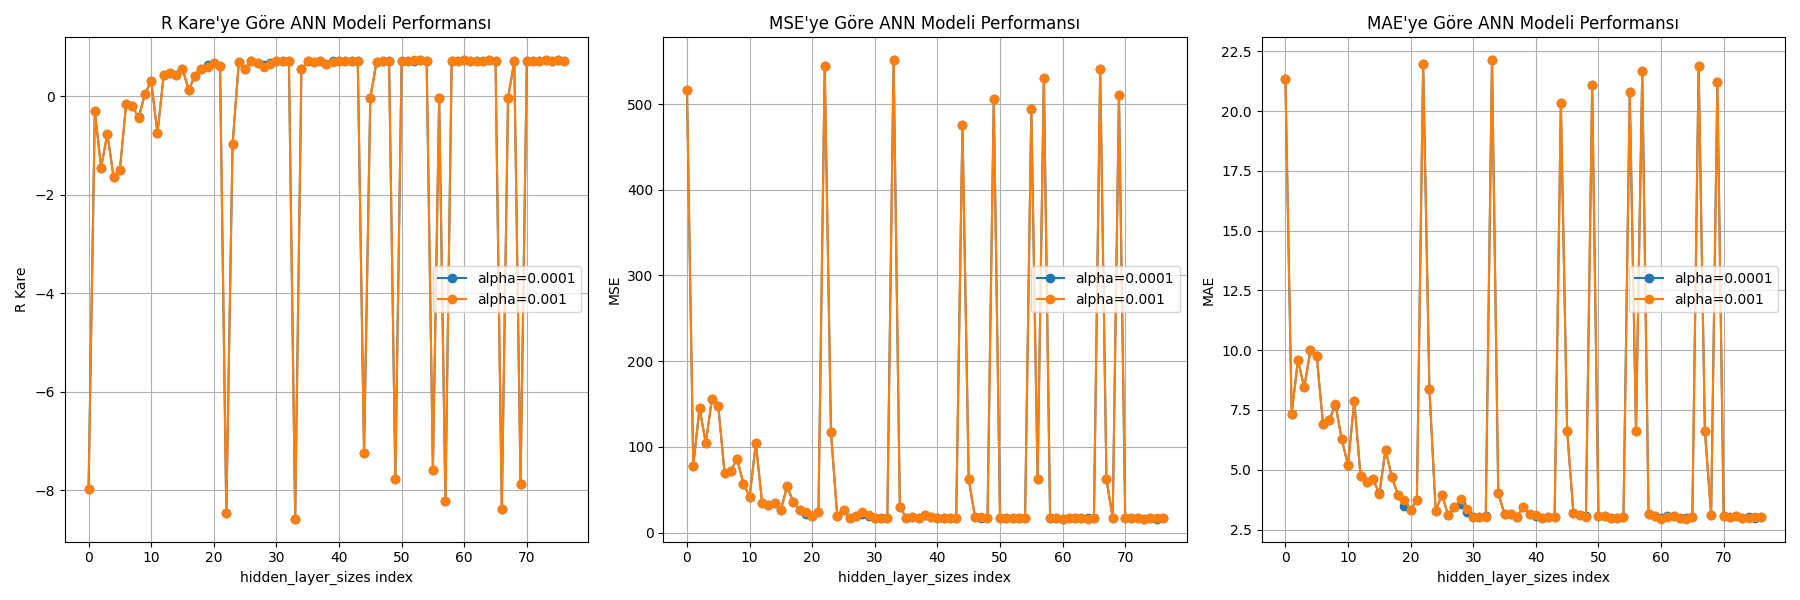 R Kare'ye Göre ANN Modeli Performansı
R Kare
0
−2
−4
−6
−8
0 10 20 30 40 50 60 70
hidden_layer_sizes index
alpha=0.0001
alpha=0.001
MSE'ye Göre ANN Modeli Performansı
MSE
500
400
300
200
100
0
0 10 20 30 40 50 60 70
hidden_layer_sizes index
alpha=0.0001
alpha=0.001
MAE'ye Göre ANN Modeli Performansı
MAE
22.5
20.0
17.5
15.0
12.5
10.0
7.5
5.0
2.5
0 10 20 30 40 50 60 70
hidden_layer_sizes index
alpha=0.0001
alpha=0.001